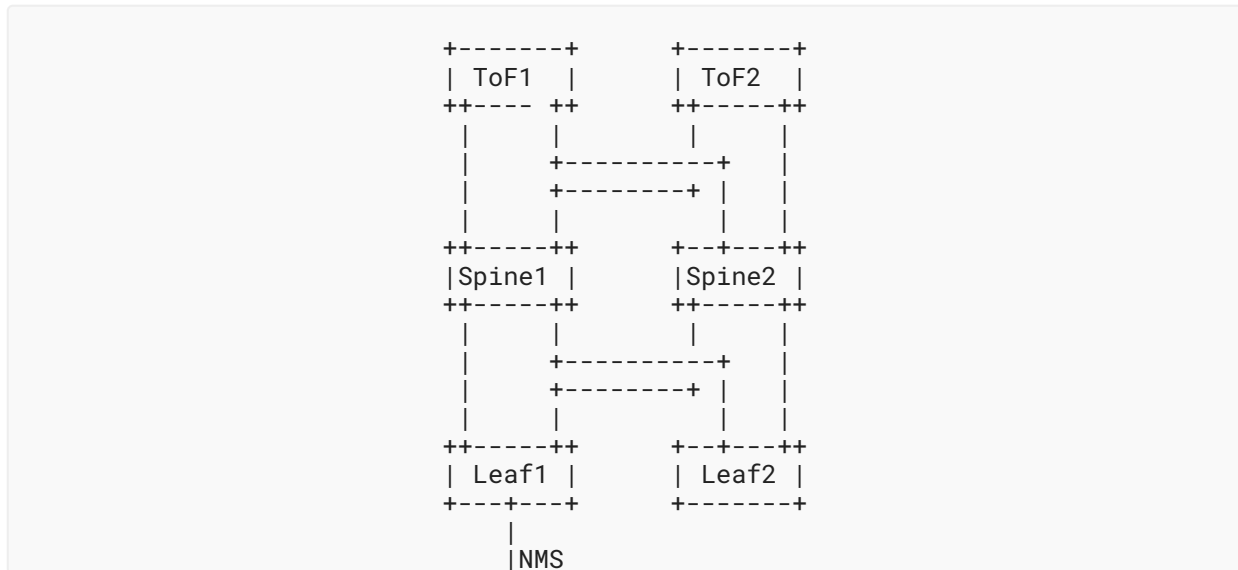 +-------+       +-------+
| ToF1  |       | ToF2  |
++---- ++       ++-----++
 |     |         |     |
 |     +----------+    |
 |     +--------+ |    |
 |     |          |    |
++-----++       +--+---++
|Spine1 |       |Spine2 |
++-----++       ++-----++
 |     |         |     |
 |     +----------+    |
 |     +--------+ |    |
 |     |          |    |
++-----++       +--+---++
| Leaf1 |       | Leaf2 |
+---+---+       +-------+
    |
    |NMS